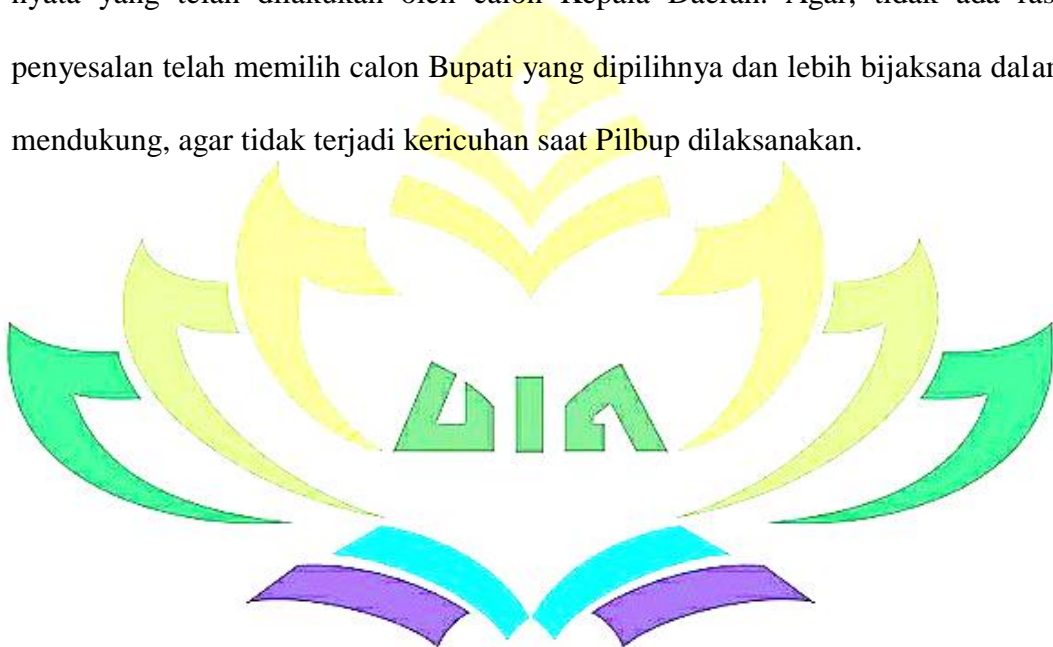 nyata yang telah dilakukan oleh calon Kepala Daerah. Agar, tidak ada
penyesalan telah memilih calon Bupati yang dipilihnya dan lebih bijaksana
mendukung, agar tidak terjadi kericuhan saat Pilbup dilaksanakan.
UIN